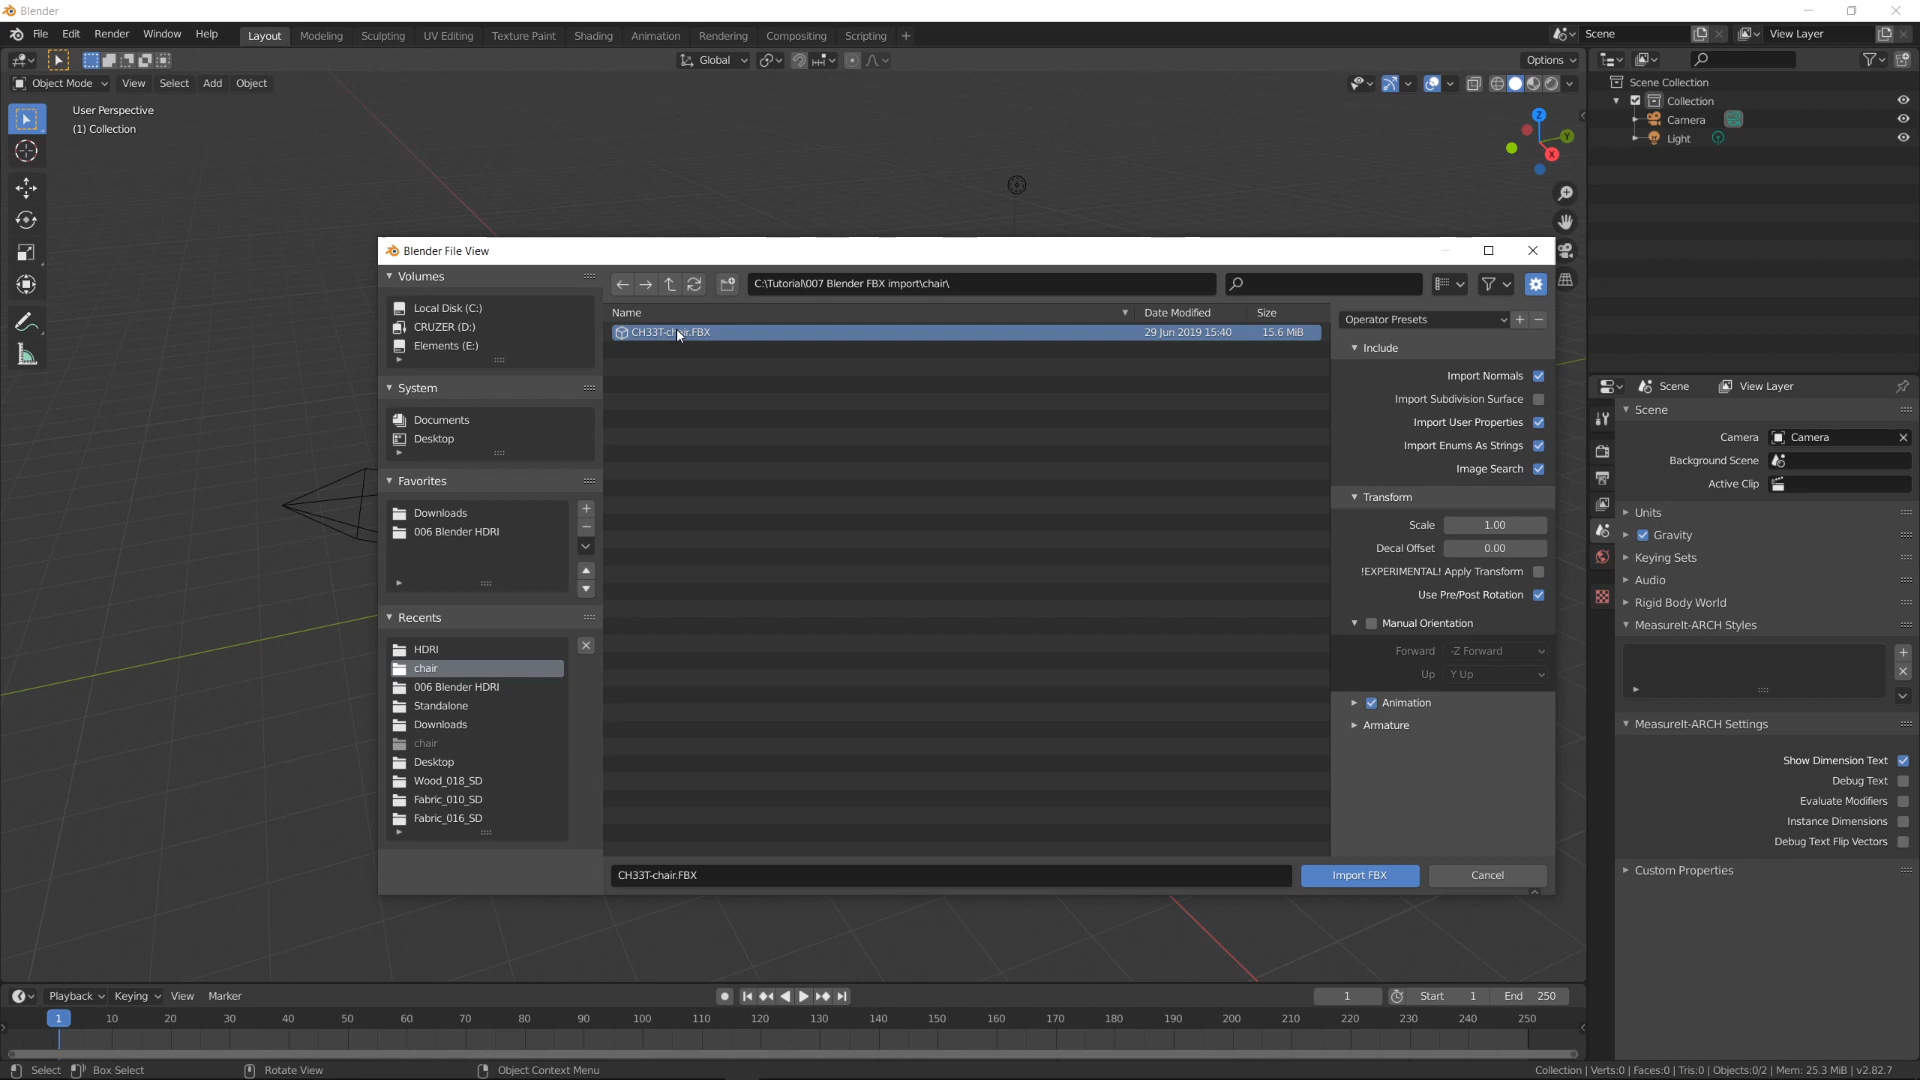 Blender
File Edit Render Window Help Layout Modeling Sculpting UV Editing Texture Paint Shading Animation Rendering Compositing Scripting + Scene View Layer
Global Options
Object Mode View Select Add Object
User Perspective
(1) Collection
Z
Y
X
Scene Collection
Collection
Camera
Light
Blender File View
Volumes
Local Disk (C:)
CRUZER (D:)
Elements (E:)
System
Documents
Desktop
Favorites
Downloads
006 Blender HDRI
Recents
HDRI
chair
006 Blender HDRI
Standalone
Downloads
chair
Desktop
Wood_018_SD
Fabric_010_SD
Fabric_016_SD
C:\Tutorial\007 Blender FBX import\chair\
Name Date Modified Size
CH33T-chair.FBX 29 Jun 2019 15:40 15.6 MiB
CH33T-chair.FBX
Operator Presets
Include
Import Normals
Import Subdivision Surface
Import User Properties
Import Enums As Strings
Image Search
Transform
Scale 1.00
Decal Offset 0.00
!EXPERIMENTAL! Apply Transform
Use Pre/Post Rotation
Manual Orientation
Forward -Z Forward
Up Y Up
Animation
Armature
Import FBX Cancel
Scene View Layer
Scene
Camera Camera
Background Scene
Active Clip
Units
Gravity
Keying Sets
Audio
Rigid Body World
MeasureIt-ARCH Styles
MeasureIt-ARCH Settings
Show Dimension Text
Debug Text
Evaluate Modifiers
Instance Dimensions
Debug Text Flip Vectors
Custom Properties
Playback Keying View Marker 1 Start 1 End 250
1 10 20 30 40 50 60 70 80 90 100 110 120 130 140 150 160 170 180 190 200 210 220 230 240 250
Select Box Select Rotate View Object Context Menu Collection | Verts:0 | Faces:0 | Tris:0 | Objects:0/2 | Mem: 25.3 MiB | v2.82.7